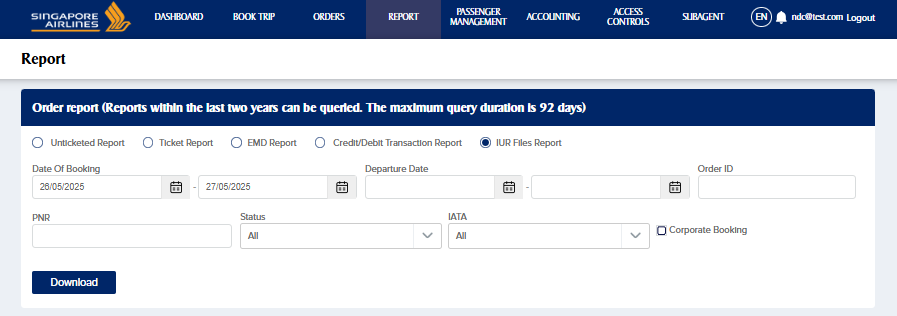 SINGAPORE AIRLINES
DASHBOARD
BOOK TRIP
ORDERS
REPORT
PASSENGER MANAGEMENT
ACCOUNTING
ACCESS CONTROLS
SUBAGENT
EN
ndc@test.com
Logout
Report
Order report (Reports within the last two years can be queried. The maximum query duration is 92 days)
Unticketed Report
Ticket Report
EMD Report
Credit/Debit Transaction Report
IUR Files Report
Date Of Booking
Departure Date
Order ID
26/05/2025
-
27/05/2025
-
PNR
Status
IATA
All
All
Corporate Booking
Download